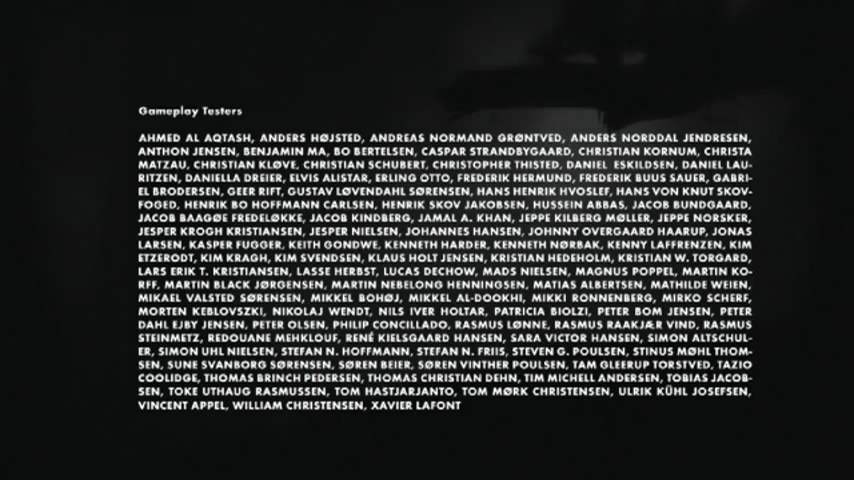 Gameplay Testers
AHMED AL AQTASH, ANDERS HØJSTED, ANDREAS NORMAND GRØNTVED, ANDERS NORDDAL JENDRESEN,
ANTHON JENSEN, BENJAMIN MA, BO BERTELSEN, CASPAR STRANDBYGAARD, CHRISTIAN KORNUM, CHRISTA
MATZAU, CHRISTIAN KLØVE, CHRISTIAN SCHUBERT, CHRISTOPHER THISTED, DANIEL ESKILDSEN, DANIEL LAU-
RITZEN, DANIELLA DREIER, ELVIS ALISTAR, ERLING OTTO, FREDERIK HERMUND, FREDERIK BUUS SAUER, GABRI-
EL BRODERSEN, GEER RIFT, GUSTAV LØVENDAHL SØRENSEN, HANS HENRIK HVOSLEF, HANS VON KNUT SKOV-
FOGED, HENRIK BO HOFFMANN CARLSEN, HENRIK SKOV JAKOBSEN, HUSSEIN ABBAS, JACOB BUNDGAARD,
JACOB BAAGØE FREDELØKKE, JACOB KINDBERG, JAMAL A. KHAN, JEPPE KILBERG MØLLER, JEPPE NORSKER,
JESPER KROGH KRISTIANSEN, JESPER NIELSEN, JOHANNES HANSEN, JOHNNY OVERGAARD HAARUP, JONAS
LARSEN, KASPER FUGGER, KEITH GONDWE, KENNETH HARDER, KENNETH NØRBAK, KENNY LAFFRENZEN, KIM
ETZERODT, KIM KRAGH, KIM SVENDSEN, KLAUS HOLT JENSEN, KRISTIAN HEDEHOLM, KRISTIAN W. TORGARD,
LARS ERIK T. KRISTIANSEN, LASSE HERBST, LUCAS DECHOW, MADS NIELSEN, MAGNUS POPPEL, MARTIN KO-
RFF, MARTIN BLACK JØRGENSEN, MARTIN NEBELONG HENNINGSEN, MATIAS ALBERTSEN, MATHILDE WEIEN,
MIKAEL VALSTED SØRENSEN, MIKKEL BOHØJ, MIKKEL AL-DOOKHI, MIKKI RONNENBERG, MIRKO SCHERF,
MORTEN KEBLOVSZKI, NIKOLAJ WENDT, NILS IVER HOLTAR, PATRICIA BIOLZI, PETER BOM JENSEN, PETER
DAHL EJBY JENSEN, PETER OLSEN, PHILIP CONCILLADO, RASMUS LØNNE, RASMUS RAAKJÆR VIND, RASMUS
STEINMETZ, REDOUANE MEHKLOUF, RENÉ KIELSGAARD HANSEN, SARA VICTOR HANSEN, SIMON ALTSCHUL-
ER, SIMON UHL NIELSEN, STEFAN N. HOFFMANN, STEFAN N. FRIIS, STEVEN G. POULSEN, STINUS MØHL THOM-
SEN, SUNE SVANBORG SØRENSEN, SØREN BEIER, SØREN VINTHER POULSEN, TAM GLEERUP TORSTVED, TAZIO
COOLIDGE, THOMAS BRINCH PEDERSEN, THOMAS CHRISTIAN DEHN, TIM MICHELL ANDERSEN, TOBIAS JACOB-
SEN, TOKE UTHAUG RASMUSSEN, TOM HASTJARJANTO, TOM MØRK CHRISTENSEN, ULRIK KÜHL JOSEFSEN,
VINCENT APPEL, WILLIAM CHRISTENSEN, XAVIER LAFONT